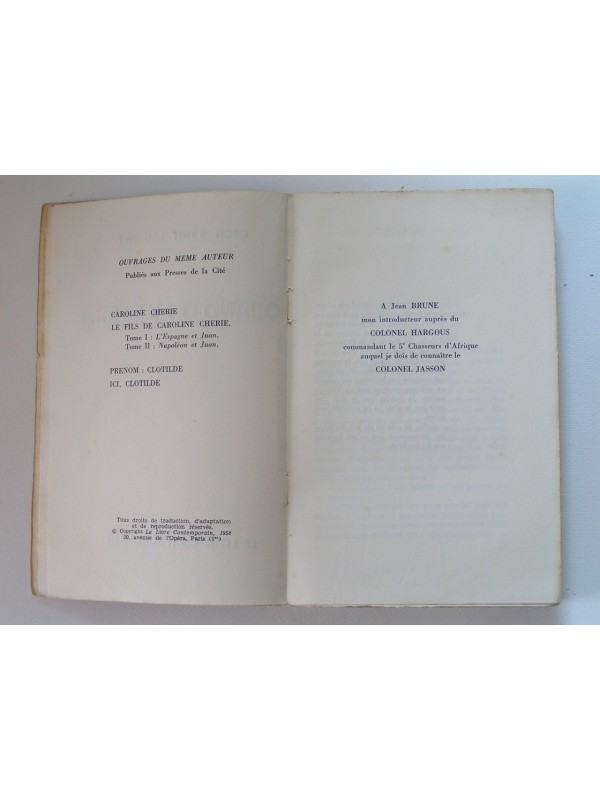 OUVRAGES DU MEME AUTEUR
Publiés aux Presses de la Cité
CAROLINE CHERIE
LE FILS DE CAROLINE CHERIE.
Tome I : L'Espagne et Juan.
Tome II : Napoléon et Juan.
PRENOM : CLOTILDE
ICI, CLOTILDE
Tous droits de traduction, d'adaptation
et de reproduction réservés.
© Copyright Le Livre Contemporain, 1958
30, avenue de l'Opéra, Paris (1er)
A Jean BRUNE
mon introducteur auprès du
COLONEL HARGOUS
commandant le 5e Chasseurs d'Afrique
auquel je dois de connaître le
COLONEL JASSON